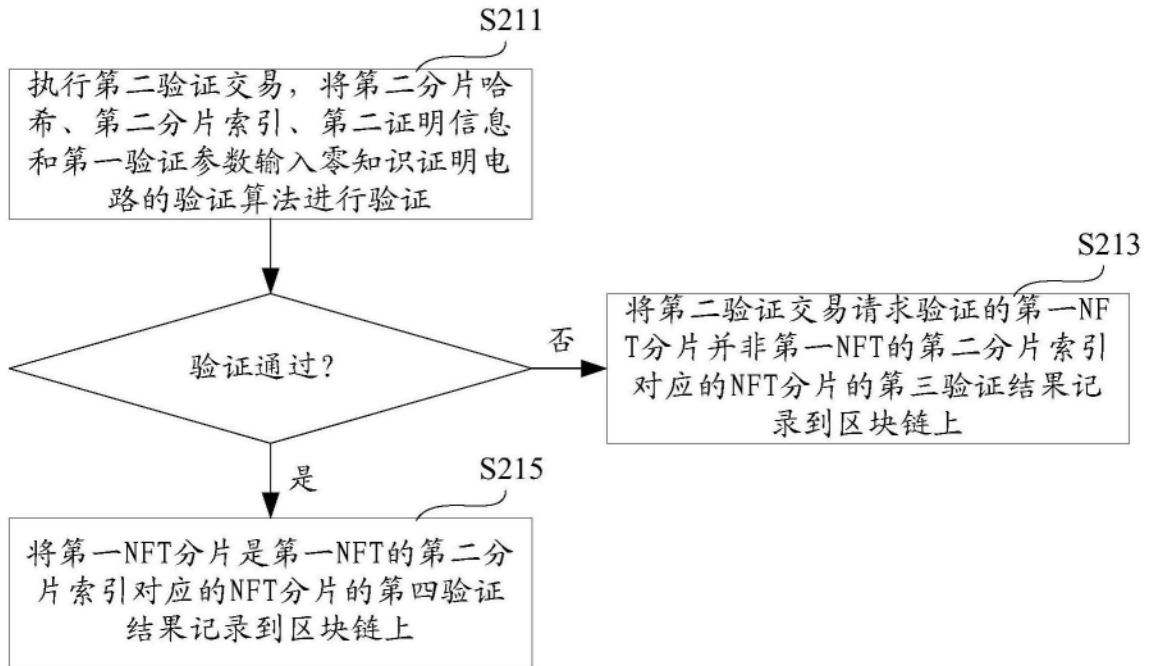 S211
执行第二验证交易，将第二分片哈
希、第二分片索引、第二证明信息
和第一验证参数输入零知识证明电
路的验证算法进行验证
S213
将第二验证交易请求验证的第一NF
T分片并非第一NFT的第二分片索引
对应的NFT分片的第三验证结果记
录到区块链上
验证通过?
否
是
S215
将第一NFT分片是第一NFT的第二分
片索引对应的NFT分片的第四验证
结果记录到区块链上